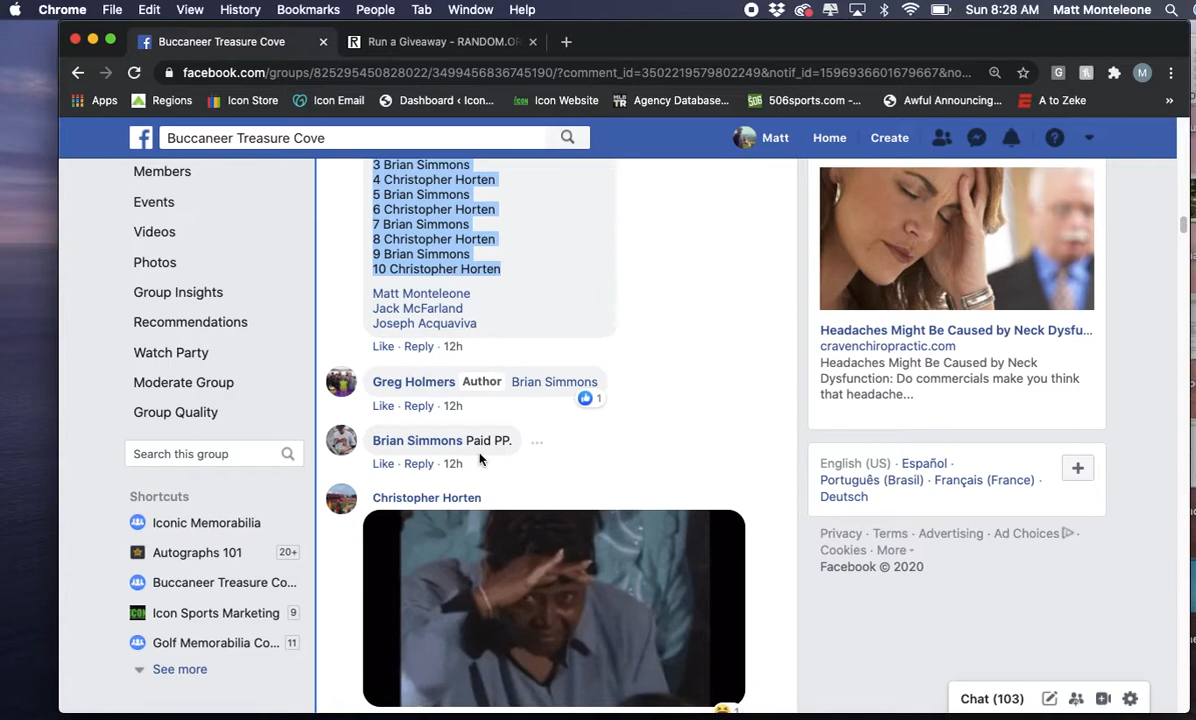 Chrome File Edit View History Bookmarks People Tab Window Help Sun 8:28 AM Matt Monteleone
Buccaneer Treasure Cove Run a Giveaway - RANDOM.OR
facebook.com/groups/825295450828022/3499456836745190/?comment_id=3502219579802249&notif_id=1596936601679667&no...
Apps Regions Icon Store Icon Email Dashboard ‹ Icon... Icon Website Agency Database... 506sports.com -... Awful Announcing... A to Zeke »
Buccaneer Treasure Cove Matt Home Create
Members
Events
Videos
Photos
Group Insights
Recommendations
Watch Party
Moderate Group
Group Quality
Search this group
Shortcuts
Iconic Memorabilia
Autographs 101 20+
Buccaneer Treasure Co...
Icon Sports Marketing 9
Golf Memorabilia Co... 11
See more
3 Brian Simmons
4 Christopher Horten
5 Brian Simmons
6 Christopher Horten
7 Brian Simmons
8 Christopher Horten
9 Brian Simmons
10 Christopher Horten
Matt Monteleone
Jack McFarland
Joseph Acquaviva
Like · Reply · 12h
Greg Holmers Author Brian Simmons
1
Like · Reply · 12h
Brian Simmons Paid PP.
Like · Reply · 12h
Christopher Horten
1
Headaches Might Be Caused by Neck Dysfu...
cravenchiropractic.com
Headaches Might Be Caused by Neck
Dysfunction: Do commercials make you think
that headache...
English (US) · Español ·
Português (Brasil) · Français (France) ·
Deutsch
Privacy · Terms · Advertising · Ad Choices ·
Cookies · More
Facebook © 2020
Chat (103)